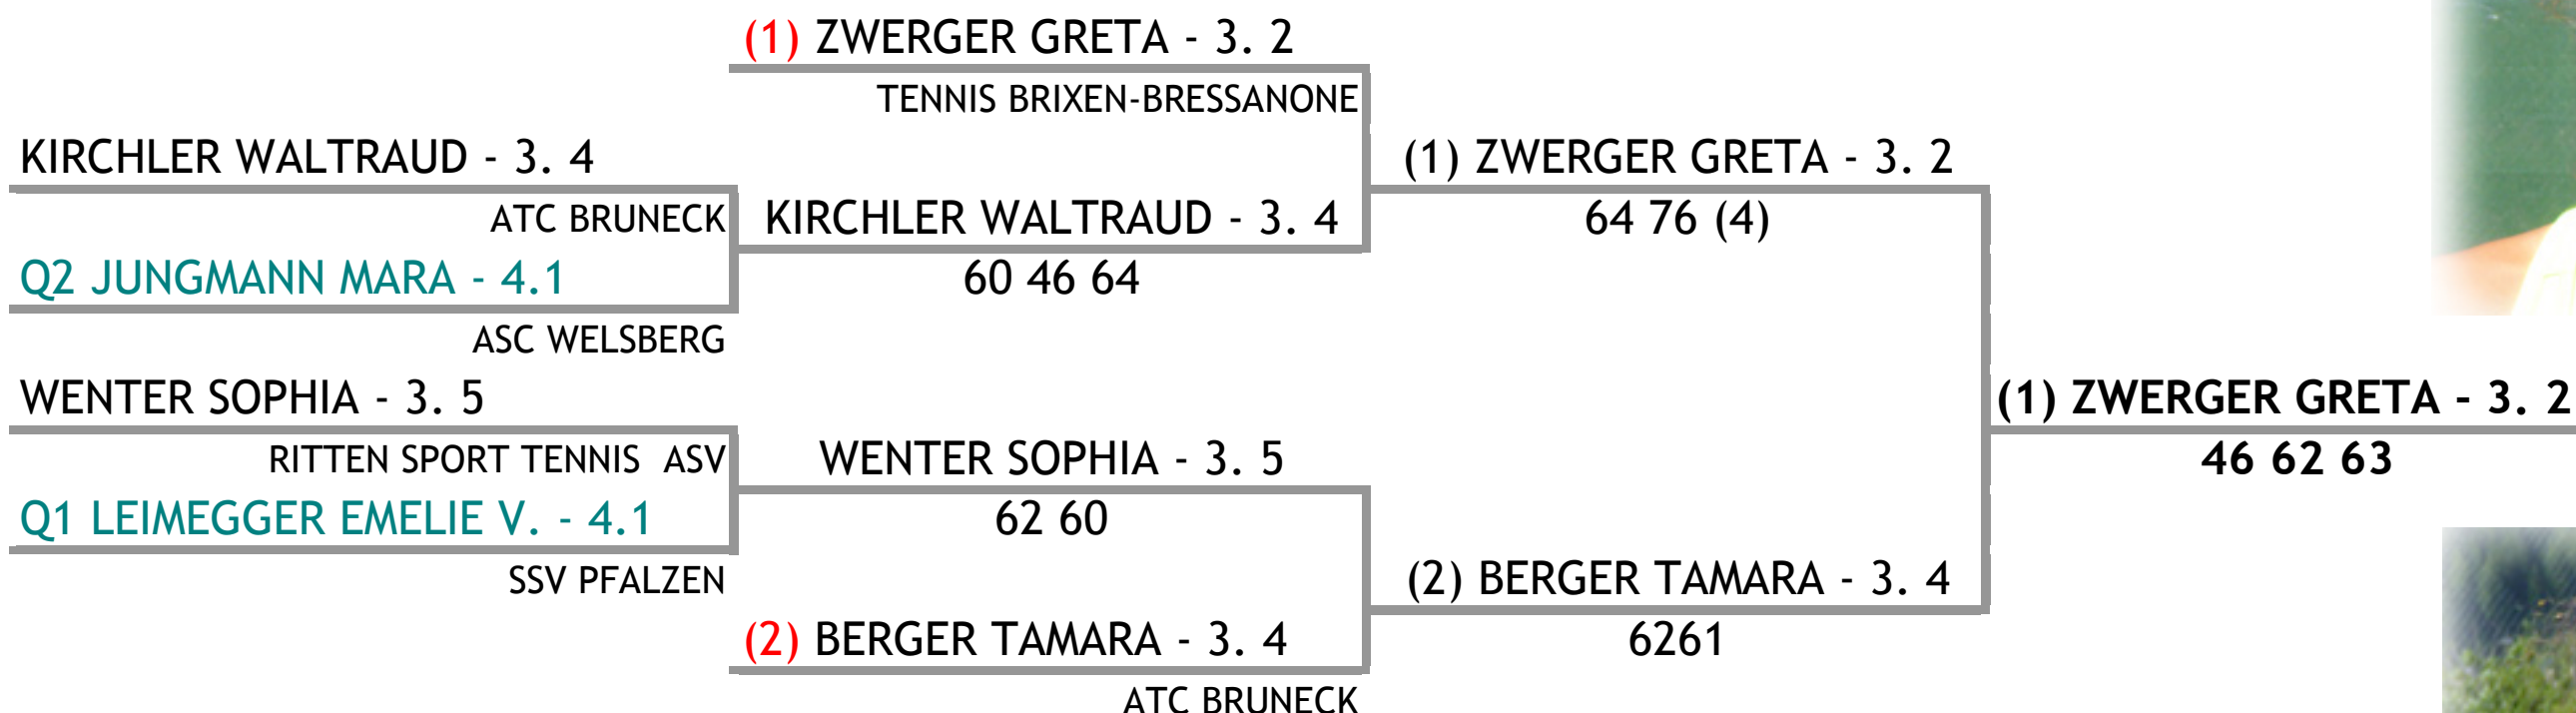 (1) ZWERGER GRETA - 3. 2
TENNIS BRIXEN-BRESSANONE
KIRCHLER WALTRAUD - 3. 4
(1) ZWERGER GRETA - 3. 2
ATC BRUNECK
KIRCHLER WALTRAUD - 3. 4
64 76 (4)
Q2 JUNGMANN MARA - 4.1
60 46 64
ASC WELSBERG
WENTER SOPHIA - 3. 5
(1) ZWERGER GRETA - 3. 2
RITTEN SPORT TENNIS ASV
WENTER SOPHIA - 3. 5
46 62 63
Q1 LEIMEGGER EMELIE V. - 4.1
62 60
SSV PFALZEN
(2) BERGER TAMARA - 3. 4
(2) BERGER TAMARA - 3. 4
6261
ATC BRUNECK